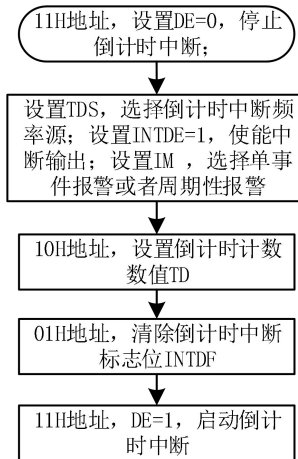 11H地址，设置DE=0，停止
倒计时中断；
设置TDS，选择倒计时中断频
率源；设置INTDE=1，使能中
断输出；设置IM ，选择单事
件报警或者周期性报警
10H地址，设置倒计时计数
数值TD
01H地址，清除倒计时中断
标志位INTDF
11H地址，DE=1，启动倒计
时中断